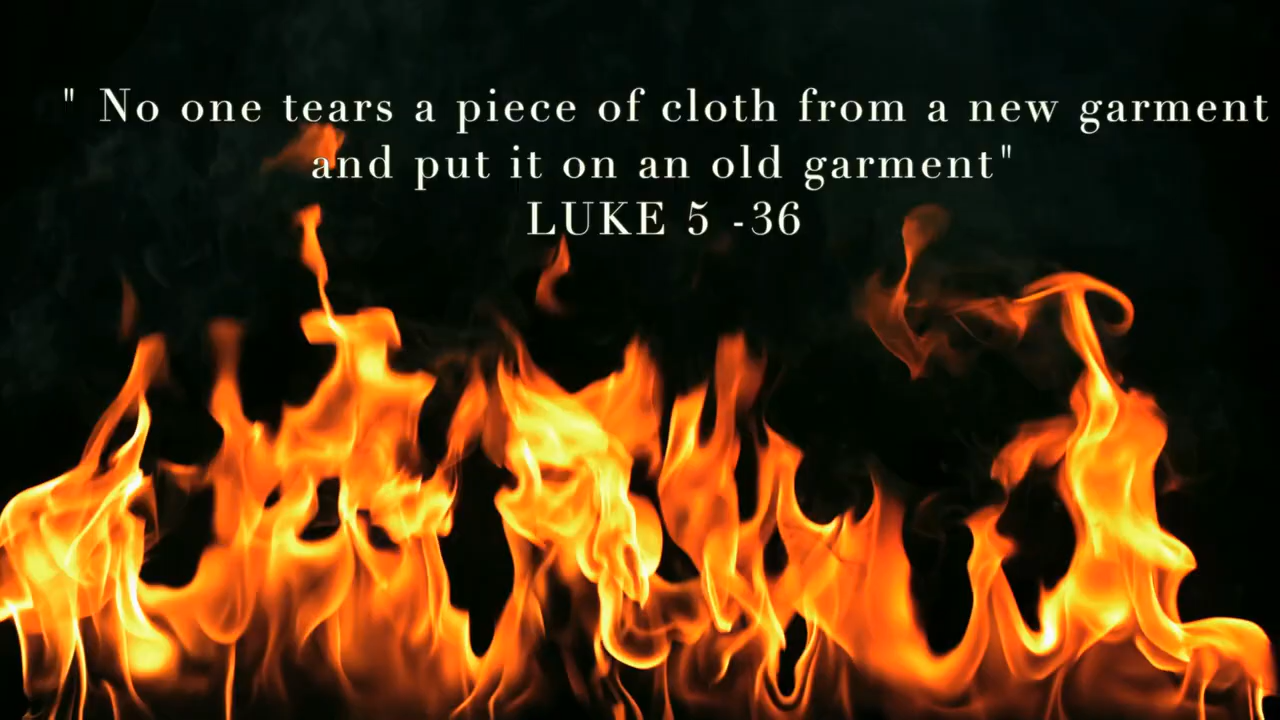 " No one tears a piece of cloth from a new garment
and put it on an old garment"
LUKE 5 -36